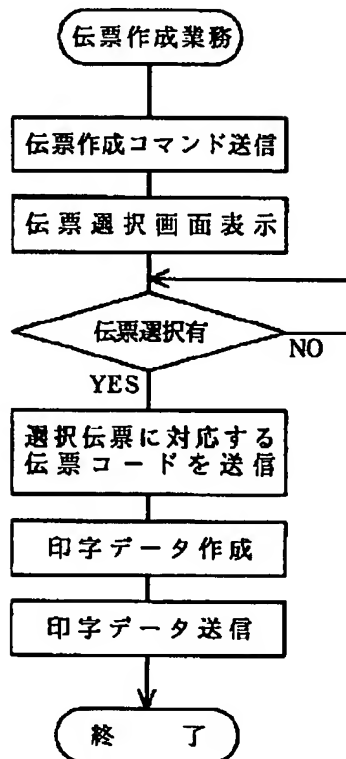 伝票作成業務
伝票作成コマンド送信
伝票選択画面表示
伝票選択有
NO
YES
選択伝票に対応する
伝票コードを送信
印字データ作成
印字データ送信
終了